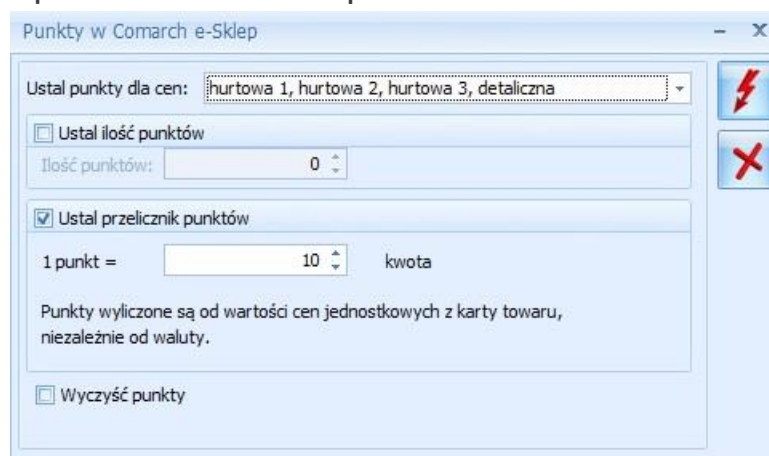 Punkty w Comarch e-Sklep
Ustal punkty dla cen: hurtowa 1, hurtowa 2, hurtowa 3, detaliczna
Ustal ilość punktów
Ilość punktów: 0
Ustal przelicznik punktów
1 punkt = 10 kwota
Punkty wyliczone są od wartości cen jednostkowych z karty towaru,
niezależnie od waluty.
Wyczyść punkty